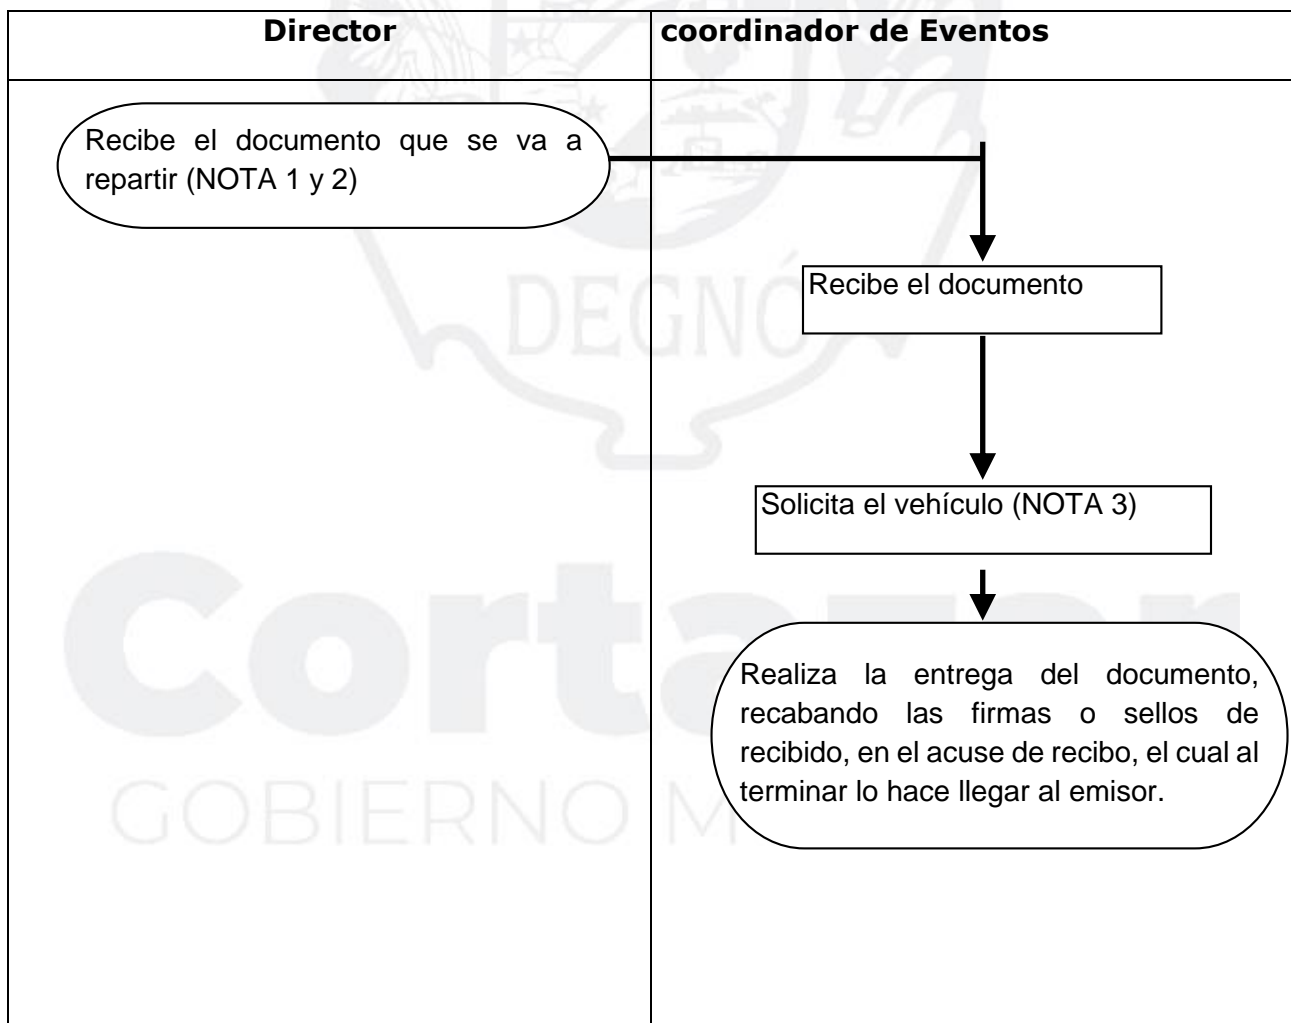 Director
coordinador de Eventos
Recibe el documento que se va a
repartir (NOTA 1 y 2)
Recibe el documento
Solicita el vehículo (NOTA 3)
Realiza la entrega del documento,
recabando las firmas o sellos de
recibido, en el acuse de recibo, el cual al
terminar lo hace llegar al emisor.
DEGNÓ
Cortazar
GOBIERNO M